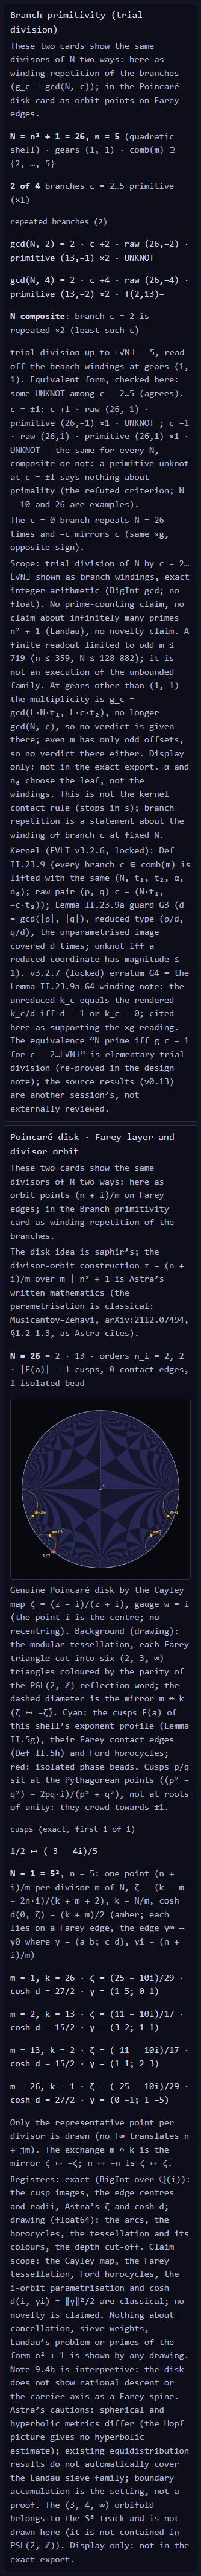 Branch primitivity (trial
division)
These two cards show the same
divisors of N two ways: here as
winding repetition of the branches
(g_c = gcd(N, c)); in the Poincaré
disk card as orbit points on Farey
edges.
N = n² + 1 = 26, n = 5 (quadratic
shell) · gears (1, 1) · comb(m) ⊇
{2, …, 5}
2 of 4 branches c = 2…5 primitive
(×1)
repeated branches (2)
gcd(N, 2) = 2 · c +2 · raw (26,−2) ·
primitive (13,−1) ×2 · UNKNOT
gcd(N, 4) = 2 · c +4 · raw (26,−4) ·
primitive (13,−2) ×2 · T(2,13)−
N composite: branch c = 2 is
repeated ×2 (least such c)
trial division up to ⌊√N⌋ = 5, read
off the branch windings at gears (1,
1). Equivalent form, checked here:
some UNKNOT among c = 2…5 (agrees).
c = ±1: c +1 · raw (26,−1) ·
primitive (26,−1) ×1 · UNKNOT ; c −1
· raw (26,1) · primitive (26,1) ×1 ·
UNKNOT — the same for every N,
composite or not: a primitive unknot
at c = ±1 says nothing about
primality (the refuted criterion; N
= 10 and 26 are examples).
The c = 0 branch repeats N = 26
times and −c mirrors c (same ×g,
opposite sign).
Scope: trial division of N by c = 2…
⌊√N⌋ shown as branch windings, exact
integer arithmetic (BigInt gcd; no
float). No prime-counting claim, no
claim about infinitely many primes
n² + 1 (Landau), no novelty claim. A
finite readout limited to odd m ≤
719 (n ≤ 359, N ≤ 128 882); it is
not an execution of the unbounded
family. At gears other than (1, 1)
the multiplicity is g_c =
gcd(L·N·t₁, L·c·t₂), no longer
gcd(N, c), so no verdict is given
there; even m has only odd offsets,
so no verdict there either. Display
only: not in the exact export. α and
n₀ choose the leaf, not the
windings. This is not the kernel
contact rule (stops in s); branch
repetition is a statement about the
winding of branch c at fixed N.
Kernel (FVLT v3.2.6, locked): Def
II.23.9 (every branch c ∈ comb(m) is
lifted with the same (N, t₁, t₂, α,
n₀); raw pair (p, q)_c = (N·t₁,
−c·t₂)); Lemma II.23.9a guard G3 (d
= gcd(|p|, |q|), reduced type (p/d,
q/d), the unparametrised image
covered d times; unknot iff a
reduced coordinate has magnitude ≤
1). v3.2.7 (locked) erratum G4 = the
Lemma II.23.9a G4 winding note: the
unreduced k_c equals the rendered
k_c/d iff d = 1 or k_c = 0; cited
here as supporting the ×g reading.
The equivalence “N prime iff g_c = 1
for c = 2…⌊√N⌋” is elementary trial
division (re-proved in the design
note); the source results (v0.13)
are another session’s, not
externally reviewed.
Poincaré disk · Farey layer and
divisor orbit
These two cards show the same
divisors of N two ways: here as
orbit points (n + i)/m on Farey
edges; in the Branch primitivity
card as winding repetition of the
branches.
The disk idea is saphir’s; the
divisor-orbit construction z = (n +
i)/m over m | n² + 1 is Astra’s
written mathematics (the
parametrisation is classical:
Musicantov–Zehavi, arXiv:2112.07494,
§1.2–1.3, as Astra cites).
N = 26 = 2 · 13 · orders n_i = 2, 2
· |F(a)| = 1 cusps, 0 contact edges,
1 isolated bead
i
m=26
m=1
m=13
m=2
1/2
Genuine Poincaré disk by the Cayley
map ζ = (z − i)/(z + i), gauge w = i
(the point i is the centre; no
recentring). Background (drawing):
the modular tessellation, each Farey
triangle cut into six (2, 3, ∞)
triangles coloured by the parity of
the PGL(2, ℤ) reflection word; the
dashed diameter is the mirror m ↔ k
(ζ ↦ −ζ̄). Cyan: the cusps F(a) of
this shell’s exponent profile (Lemma
II.5g), their Farey contact edges
(Def II.5h) and Ford horocycles;
red: isolated phase beads. Cusps p/q
sit at the Pythagorean points ((p² −
q²) − 2pq·i)/(p² + q²), not at roots
of unity: they crowd towards ±1.
cusps (exact, first 1 of 1)
1/2 ↦ (−3 − 4i)/5
N − 1 = 5², n = 5: one point (n +
i)/m per divisor m of N, ζ = (k − m
− 2n·i)/(k + m + 2), k = N/m, cosh
d(0, ζ) = (k + m)/2 (amber; each
lies on a Farey edge, the edge γ∞ —
γ0 where γ = (a b; c d), γi = (n +
i)/m)
m = 1, k = 26 · ζ = (25 − 10i)/29 ·
cosh d = 27/2 · γ = (1 5; 0 1)
m = 2, k = 13 · ζ = (11 − 10i)/17 ·
cosh d = 15/2 · γ = (3 2; 1 1)
m = 13, k = 2 · ζ = (−11 − 10i)/17 ·
cosh d = 15/2 · γ = (1 1; 2 3)
m = 26, k = 1 · ζ = (−25 − 10i)/29 ·
cosh d = 27/2 · γ = (0 −1; 1 −5)
Only the representative point per
divisor is drawn (no Γ∞ translates n
+ jm). The exchange m ↔ k is the
mirror ζ ↦ −ζ̄; n ↦ −n is ζ ↦ ζ̄.
Registers: exact (BigInt over ℚ(i)):
the cusp images, the edge centres
and radii, Astra’s ζ and cosh d;
drawing (float64): the arcs, the
horocycles, the tessellation and its
colours, the depth cut-off. Claim
scope: the Cayley map, the Farey
tessellation, Ford horocycles, the
i-orbit parametrisation and cosh
d(i, γi) = ‖γ‖²/2 are classical; no
novelty is claimed. Nothing about
cancellation, sieve weights,
Landau’s problem or primes of the
form n² + 1 is shown by any drawing.
Note 9.4b is interpretive: the disk
does not show rational descent or
the carrier axis as a Farey spine.
Astra’s cautions: spherical and
hyperbolic metrics differ (the Hopf
picture gives no hyperbolic
estimate); existing equidistribution
results do not automatically cover
the Landau sieve family; boundary
accumulation is the setting, not a
proof. The (3, 4, ∞) orbifold
belongs to the S⁶ track and is not
drawn here (it is not contained in
PSL(2, ℤ)). Display only: not in the
exact export.